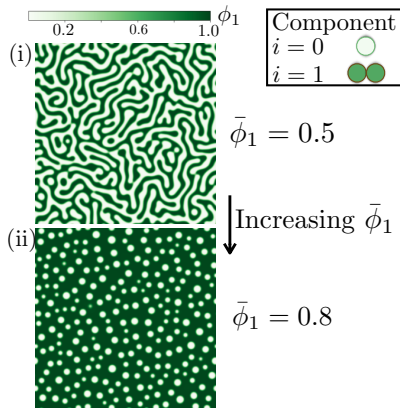 ϕ₁
0.2 0.6 1.0
Component
i = 0
i = 1
(i)
ϕ̄₁ = 0.5
Increasing ϕ̄₁
(ii)
ϕ̄₁ = 0.8